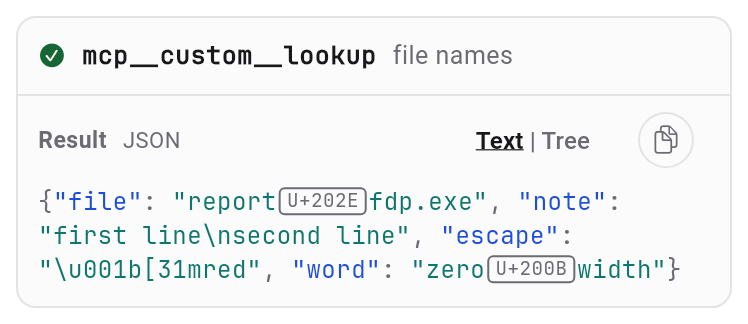 mcp__custom__lookup file names
Result JSON Text | Tree
{"file": "report U+202E fdp.exe", "note":
"first line\nsecond line", "escape":
"\u001b[31mred", "word": "zero U+200B width"}